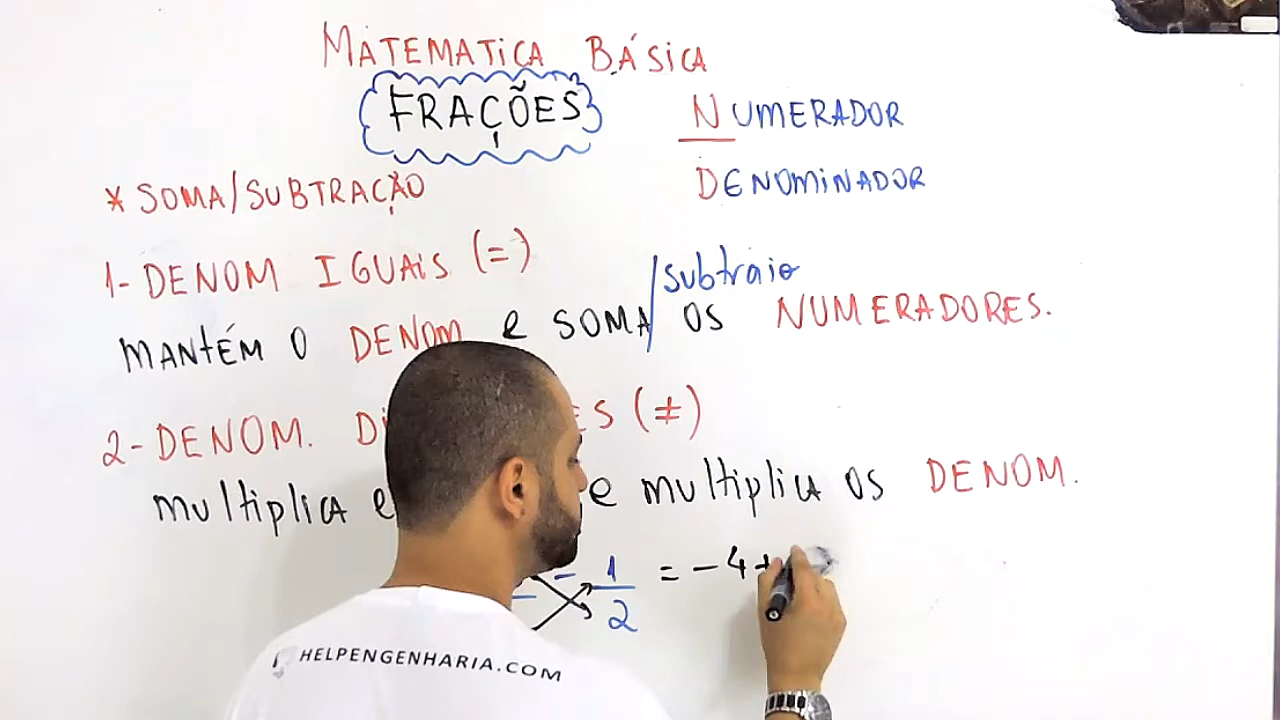 MATEMATICA BÁSICA
FRAÇÕES
NUMERADOR
DENOMINADOR
* SOMA/SUBTRAÇÃO
1- DENOM IGUAIS (=)
/subtraio
MANTÉM O DENOM e SOMA OS NUMERADORES.
2- DENOM. (≠)
multiplica e multiplica os DENOM.
- 1/2 = -4+
HELPENGENHARIA.COM